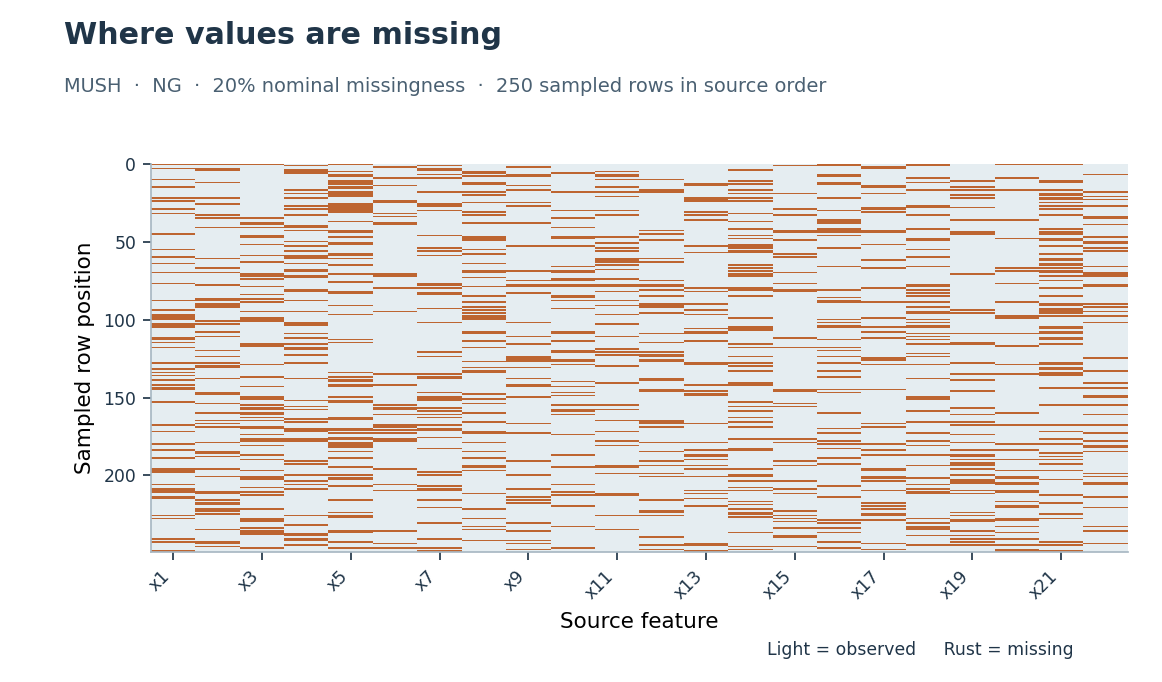 Where values are missing
MUSH · NG · 20% nominal missingness · 250 sampled rows in source order
0
50
100
150
200
Sampled row position
x1 x3 x5 x7 x9 x11 x13 x15 x17 x19 x21
Source feature
Light = observed Rust = missing